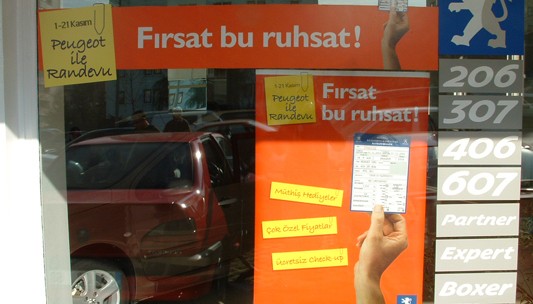 1-21 Kasım
Peugeot
ile
Randevu
Fırsat bu ruhsat!
1-21 Kasım
Peugeot
ile
Randevu
Fırsat
bu ruhsat!
Müthiş Hediyeler
Çok Özel Fiyatlar
Ücretsiz Check-up
206
307
406
607
Partner
Expert
Boxer